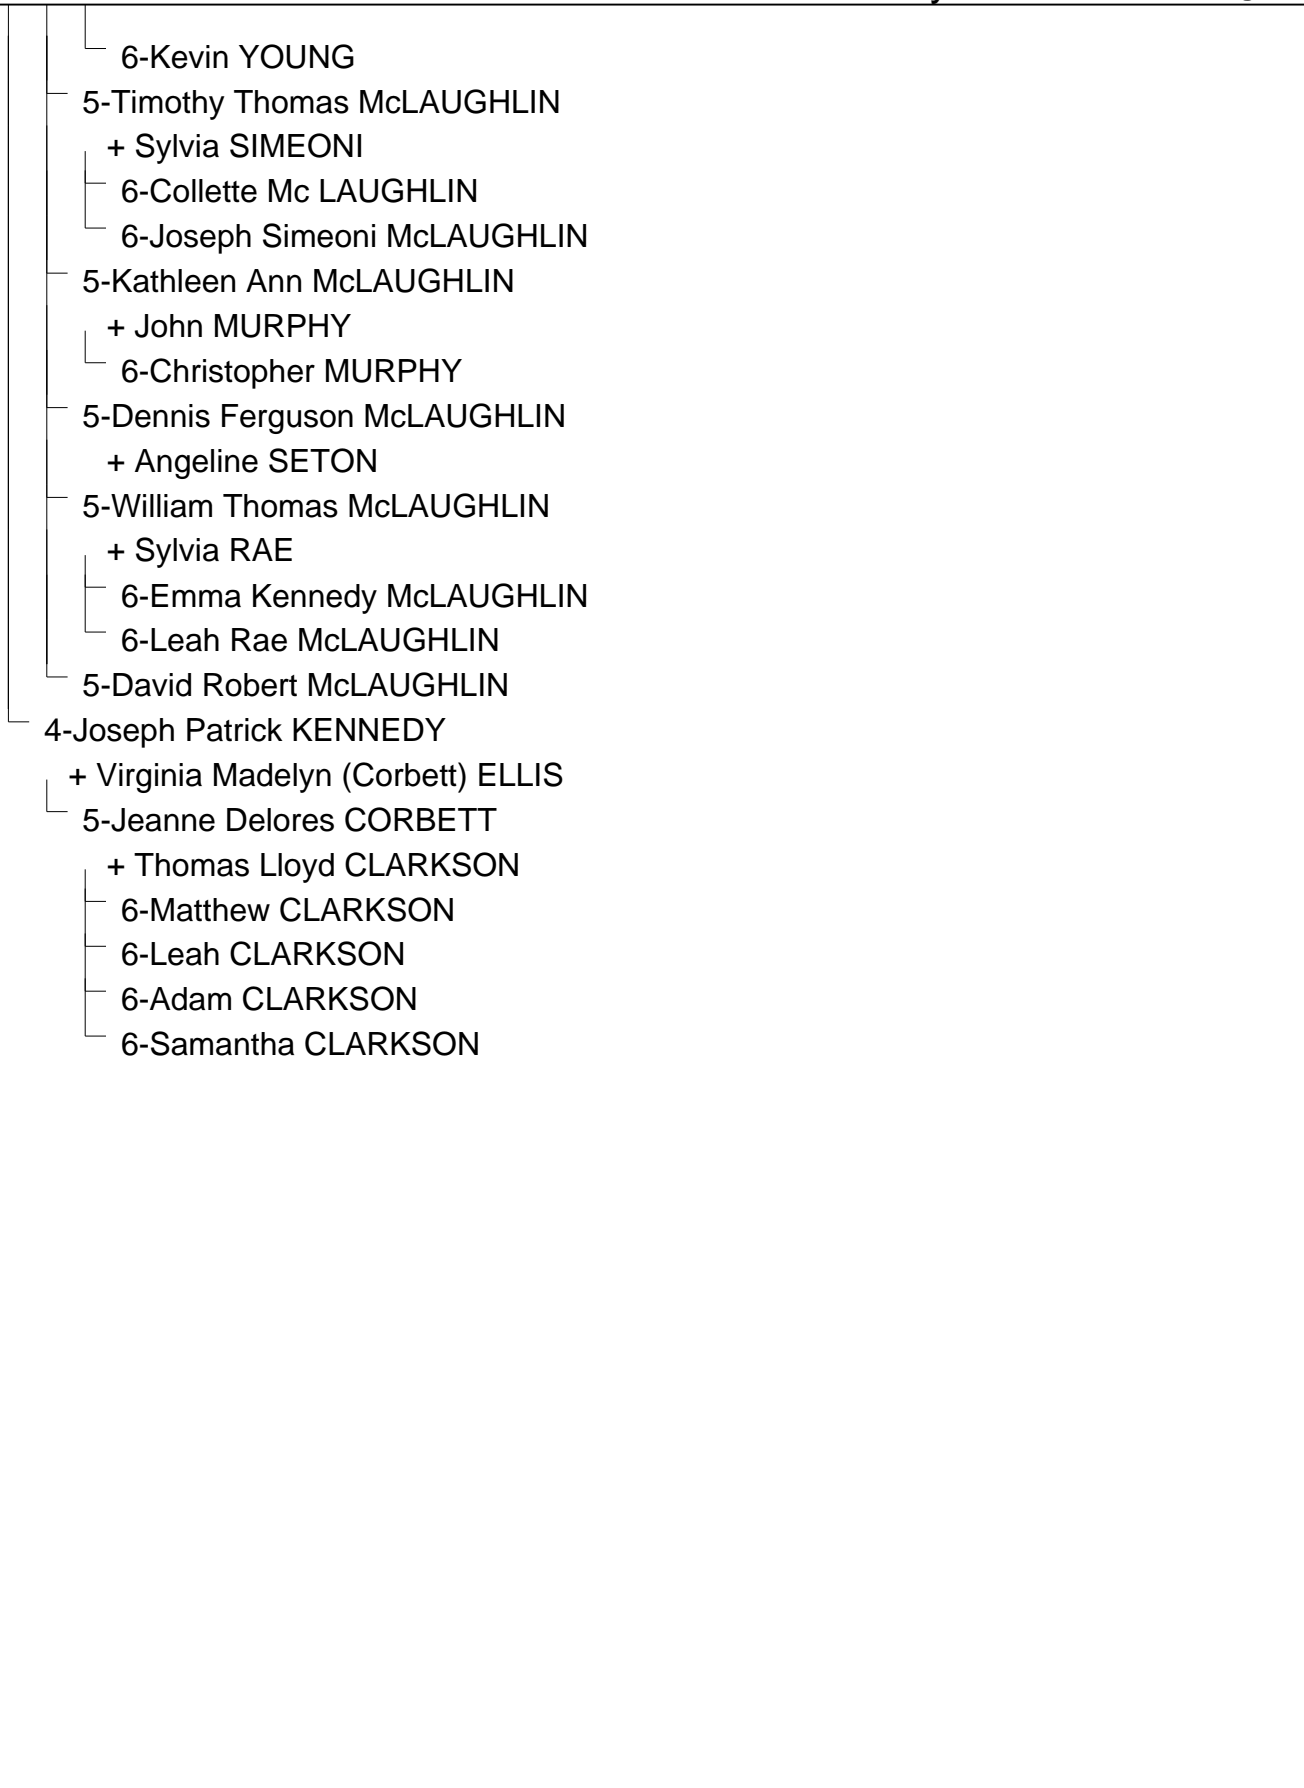 6-Kevin YOUNG
5-Timothy Thomas McLAUGHLIN
+ Sylvia SIMEONI
6-Collette Mc LAUGHLIN
6-Joseph Simeoni McLAUGHLIN
5-Kathleen Ann McLAUGHLIN
+ John MURPHY
6-Christopher MURPHY
5-Dennis Ferguson McLAUGHLIN
+ Angeline SETON
5-William Thomas McLAUGHLIN
+ Sylvia RAE
6-Emma Kennedy McLAUGHLIN
6-Leah Rae McLAUGHLIN
5-David Robert McLAUGHLIN
4-Joseph Patrick KENNEDY
+ Virginia Madelyn (Corbett) ELLIS
5-Jeanne Delores CORBETT
+ Thomas Lloyd CLARKSON
6-Matthew CLARKSON
6-Leah CLARKSON
6-Adam CLARKSON
6-Samantha CLARKSON